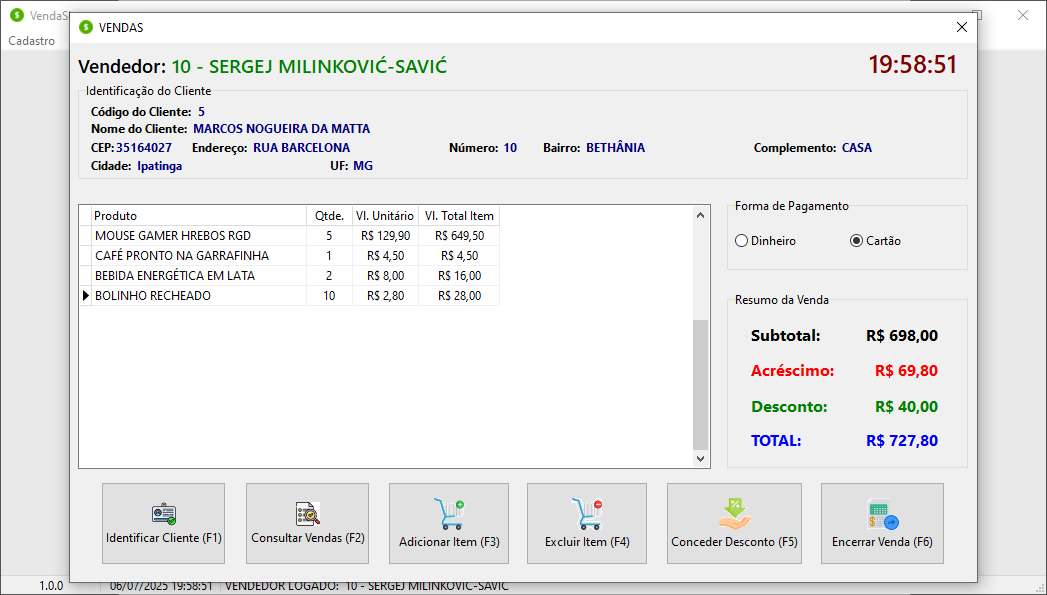 VendaS
Cadastro
VENDAS
Vendedor: 10 - SERGEJ MILINKOVIĆ-SAVIĆ
19:58:51
Identificação do Cliente
Código do Cliente: 5
Nome do Cliente: MARCOS NOGUEIRA DA MATTA
CEP: 35164027 Endereço: RUA BARCELONA Número: 10 Bairro: BETHÂNIA Complemento: CASA
Cidade: Ipatinga UF: MG
Produto Qtde. Vl. Unitário Vl. Total Item
MOUSE GAMER HREBOS RGD 5 R$ 129,90 R$ 649,50
CAFÉ PRONTO NA GARRAFINHA 1 R$ 4,50 R$ 4,50
BEBIDA ENERGÉTICA EM LATA 2 R$ 8,00 R$ 16,00
BOLINHO RECHEADO 10 R$ 2,80 R$ 28,00
Forma de Pagamento
Dinheiro Cartão
Resumo da Venda
Subtotal: R$ 698,00
Acréscimo: R$ 69,80
Desconto: R$ 40,00
TOTAL: R$ 727,80
Identificar Cliente (F1) Consultar Vendas (F2) Adicionar Item (F3) Excluir Item (F4) Conceder Desconto (F5) Encerrar Venda (F6)
1.0.0 06/07/2025 19:58:51 VENDEDOR LOGADO: 10 - SERGEJ MILINKOVIĆ-SAVIĆ